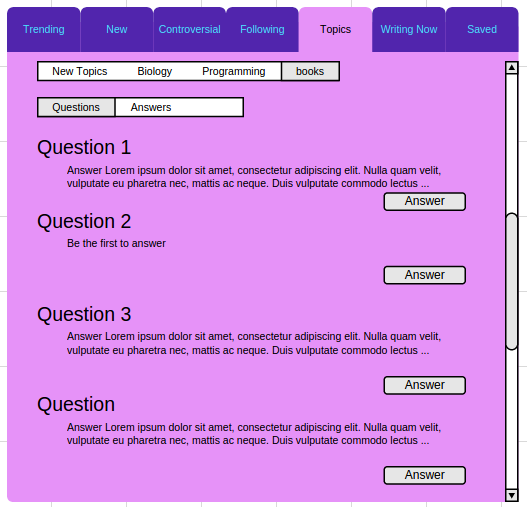 Trending New Controversial Following Topics Writing Now Saved
New Topics Biology Programming books
Questions Answers
Question 1
Answer Lorem ipsum dolor sit amet, consectetur adipiscing elit. Nulla quam velit,
vulputate eu pharetra nec, mattis ac neque. Duis vulputate commodo lectus ...
Answer
Question 2
Be the first to answer
Answer
Question 3
Answer Lorem ipsum dolor sit amet, consectetur adipiscing elit. Nulla quam velit,
vulputate eu pharetra nec, mattis ac neque. Duis vulputate commodo lectus ...
Answer
Question
Answer Lorem ipsum dolor sit amet, consectetur adipiscing elit. Nulla quam velit,
vulputate eu pharetra nec, mattis ac neque. Duis vulputate commodo lectus ...
Answer